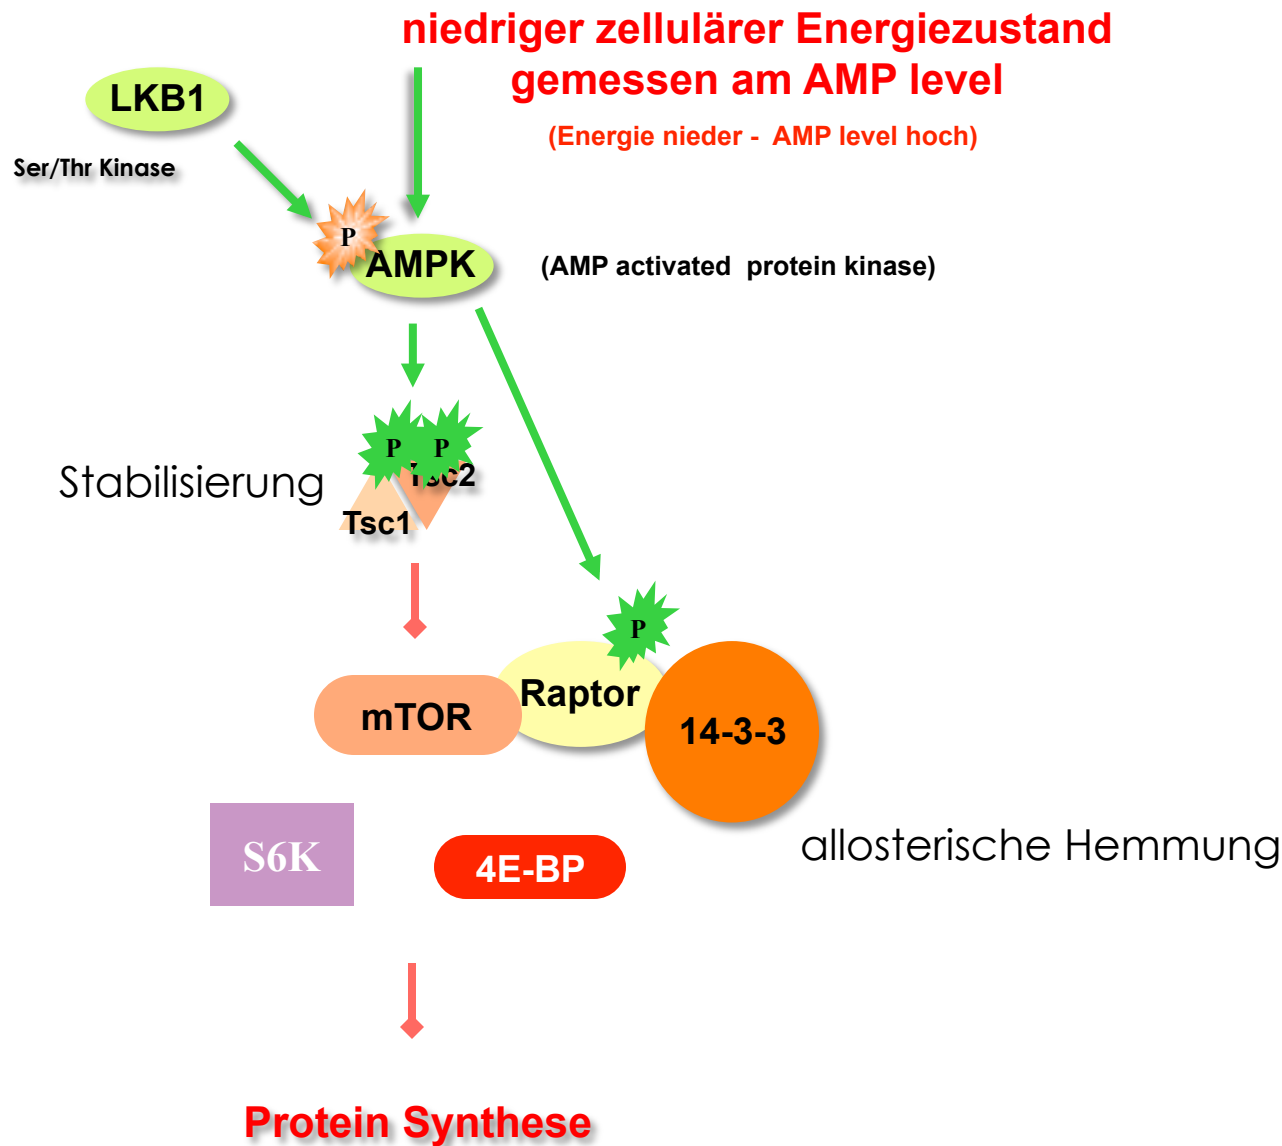 niedriger zellulärer Energiezustand
gemessen am AMP level
(Energie nieder - AMP level hoch)
LKB1
Ser/Thr Kinase
P
AMPK
(AMP activated protein kinase)
P
P
Tsc2
Stabilisierung
Tsc1
P
Raptor
mTOR
14-3-3
S6K
4E-BP
allosterische Hemmung
Protein Synthese